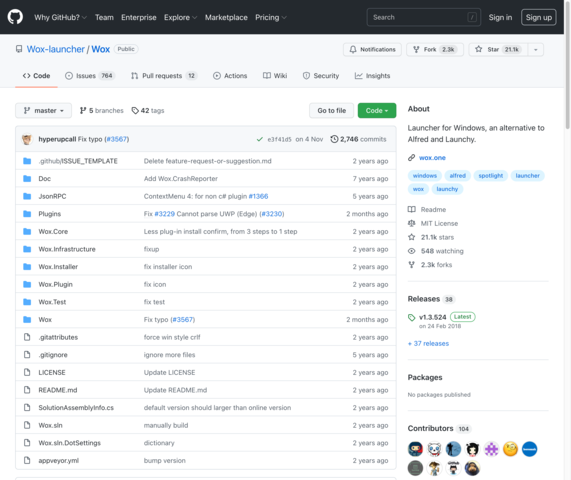 Why GitHub? Team Enterprise Explore Marketplace Pricing Search / Sign in Sign up
Wox-launcher / Wox Public Notifications Fork 2.3k Star 21.1k
Code Issues 764 Pull requests 12 Actions Projects Wiki Security Insights
master 5 branches 42 tags Go to file Code
hyperupcall Fix typo (#3567) e3f41d5 on 4 Nov 2,746 commits
.github/ISSUE_TEMPLATE Delete feature-request-or-suggestion.md 2 years ago
Doc Add Wox.CrashReporter 7 years ago
JsonRPC ContextMenu 4: for non c# plugin #1366 5 years ago
Plugins Fix #3229 Cannot parse UWP (Edge) (#3230) 2 months ago
Wox.Core Less plug-in install confirm, from 3 steps to 1 step 2 years ago
Wox.Infrastructure fixup 2 years ago
Wox.Installer fix installer icon 2 years ago
Wox.Plugin fix icon 2 years ago
Wox.Test fix test 2 years ago
Wox Fix typo (#3567) 2 months ago
.gitattributes force win style crlf 2 years ago
.gitignore ignore more files 5 years ago
LICENSE Update LICENSE 2 years ago
README.md Update README.md 2 years ago
SolutionAssemblyInfo.cs default version should larger than online version 2 years ago
Wox.sln manually build 2 years ago
Wox.sln.DotSettings dictionary 2 years ago
appveyor.yml bump version 2 years ago
About
Launcher for Windows, an alternative to
Alfred and Launchy.
wox.one
windows alfred spotlight launcher
wox launchy
Readme
MIT License
21.1k stars
548 watching
2.3k forks
Releases 38
v1.3.524 Latest
on 24 Feb 2018
+ 37 releases
Packages
No packages published
Contributors 104